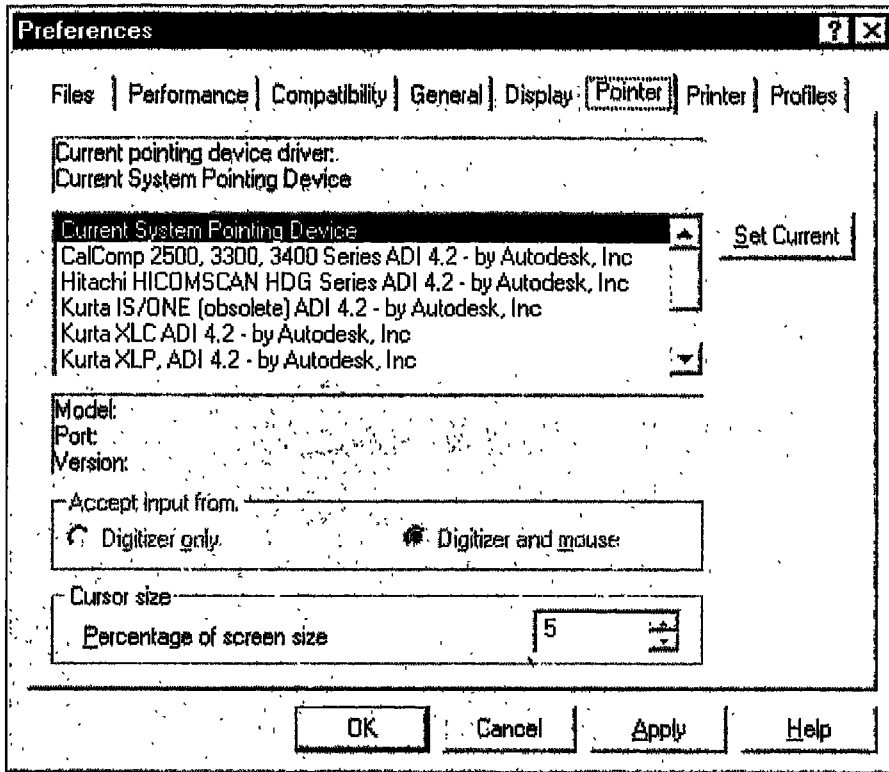 Preferences
Files Performance Compatibility General Display Pointer Printer Profiles
Current pointing device driver:
Current System Pointing Device
Current System Pointing Device
CalComp 2500, 3300, 3400 Series ADI 4.2 - by Autodesk, Inc
Hitachi HICOMSCAN HDG Series ADI 4.2 - by Autodesk, Inc
Kurta IS/ONE (obsolete) ADI 4.2 - by Autodesk, Inc
Kurta XLC ADI 4.2 - by Autodesk, Inc
Kurta XLP, ADI 4.2 - by Autodesk, Inc
Set Current
Model:
Port:
Version:
Accept input from
Digitizer only Digitizer and mouse
Cursor size
Percentage of screen size 5
OK Cancel Apply Help